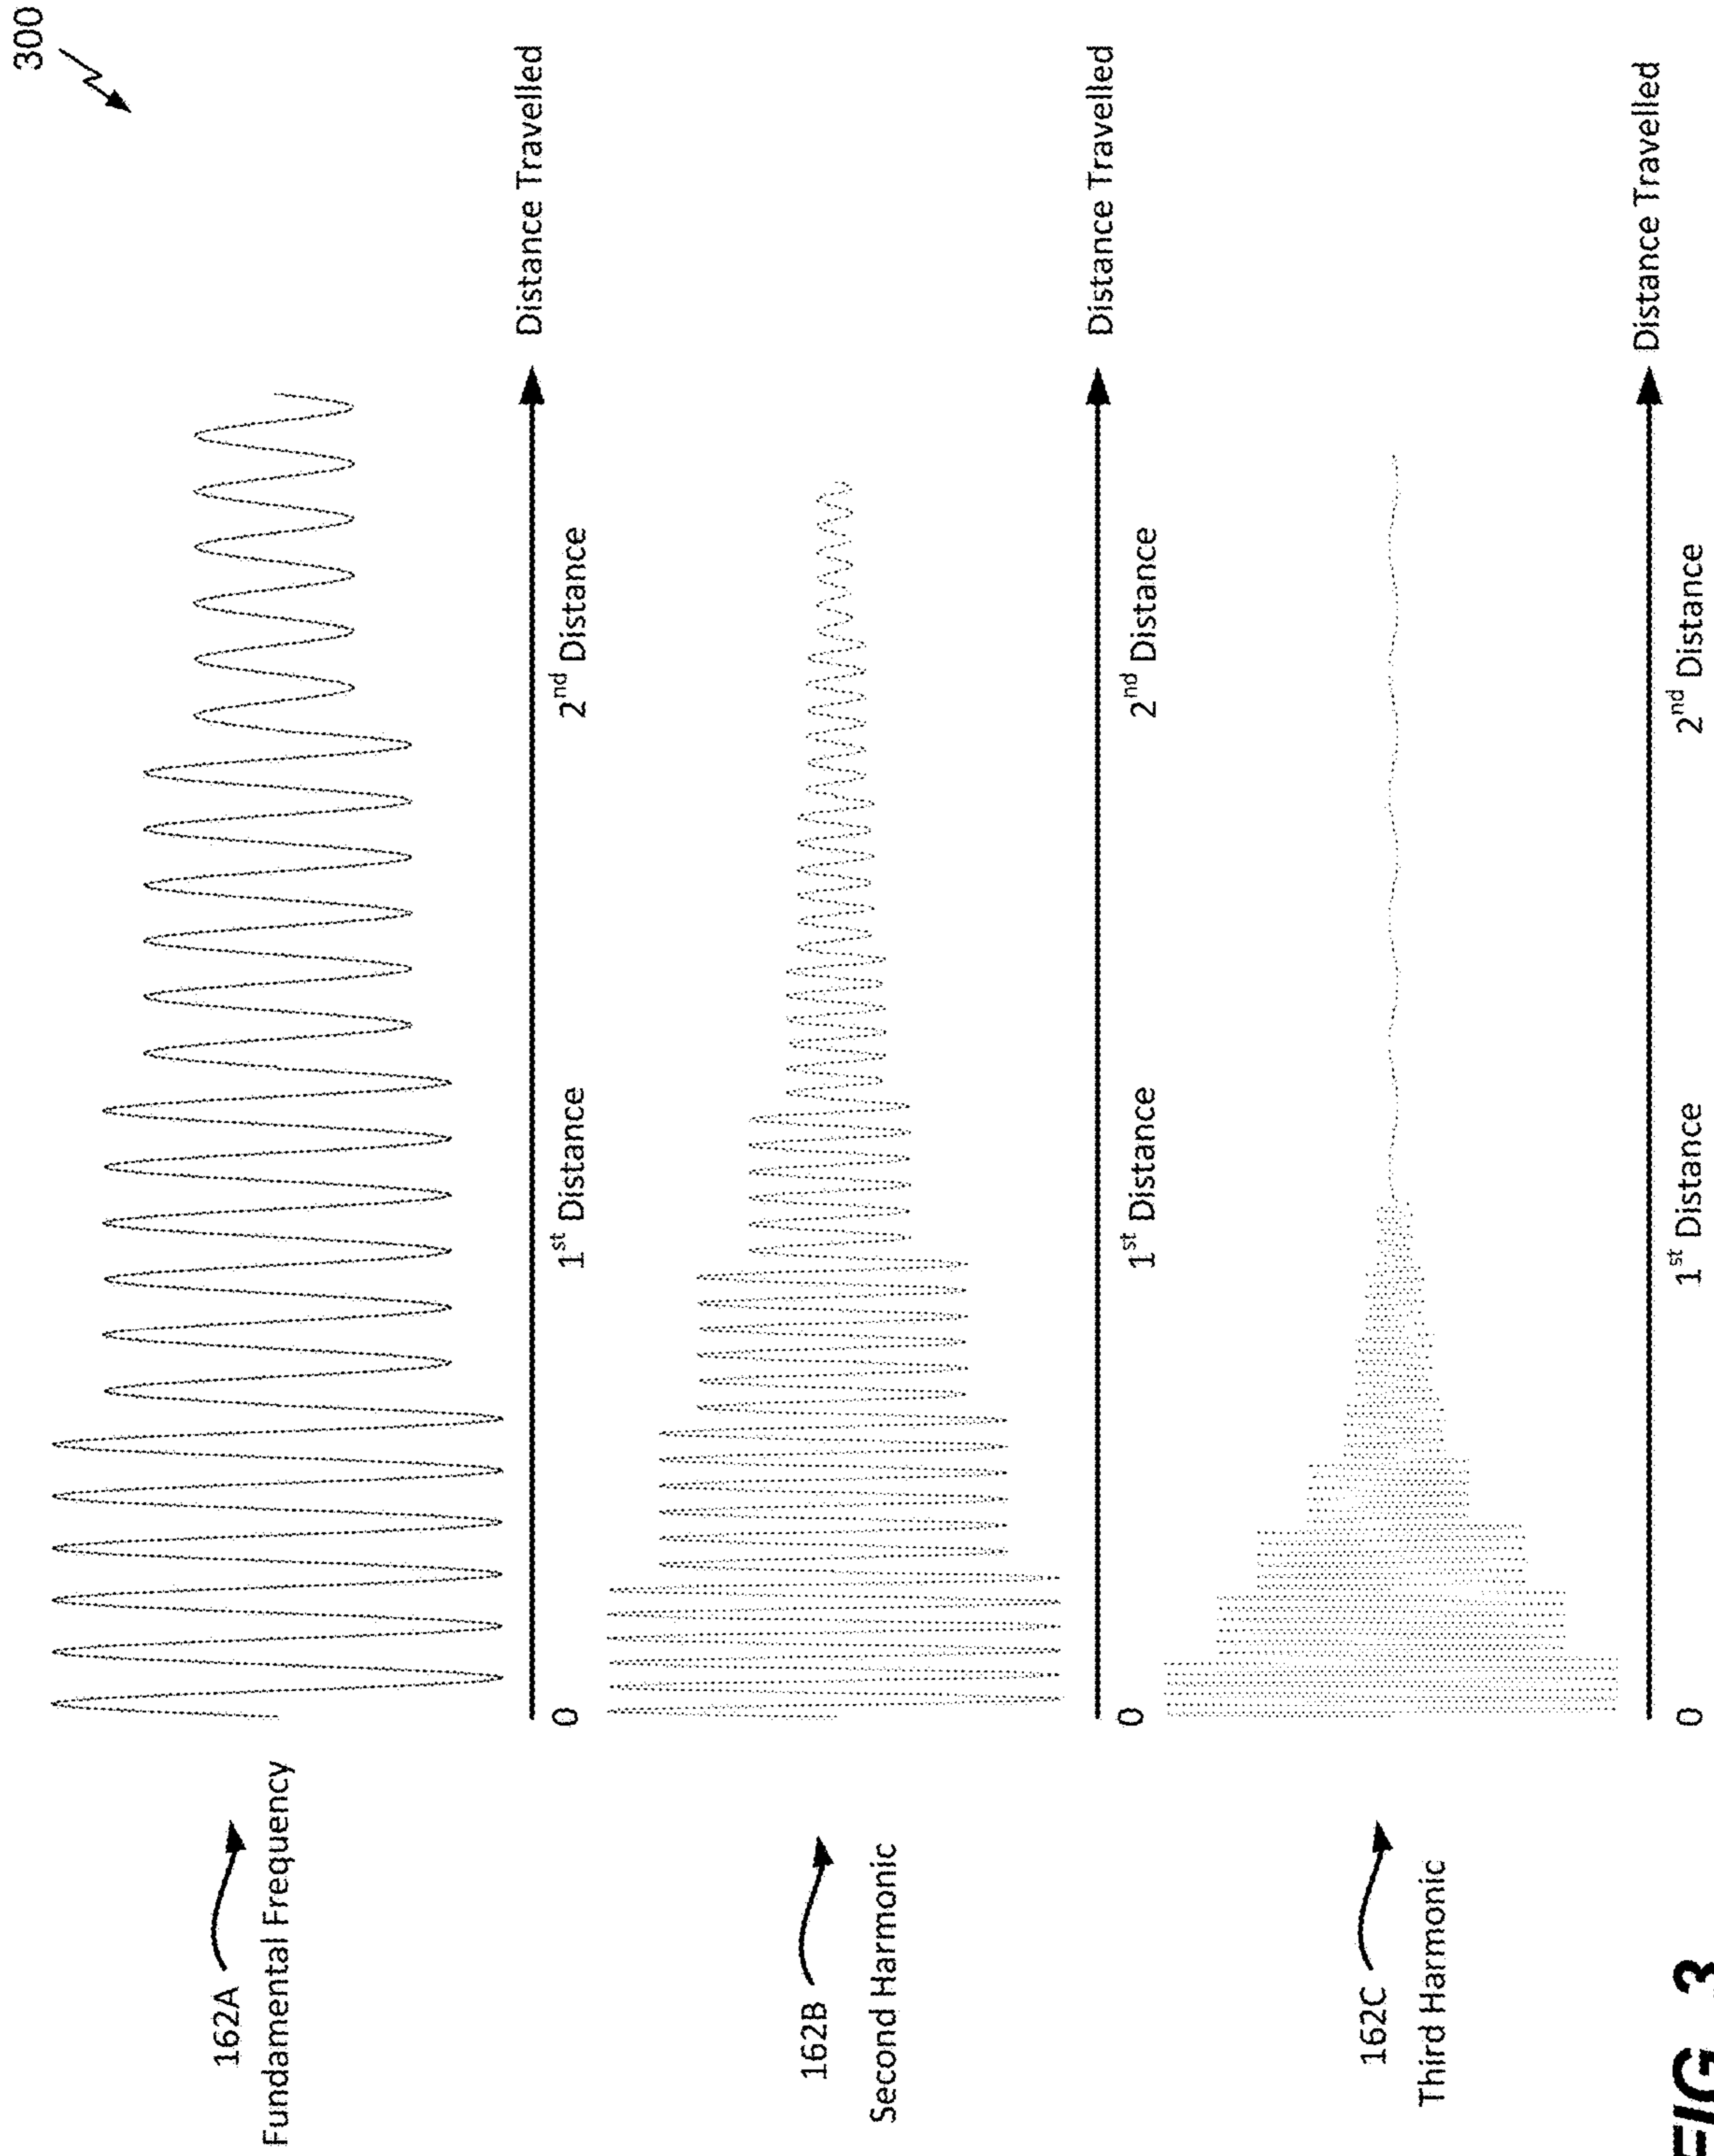 300
162A
Fundamental Frequency
Distance Travelled
0
1st Distance
2nd Distance
162B
Second Harmonic
Distance Travelled
0
1st Distance
2nd Distance
162C
Third Harmonic
Distance Travelled
0
1st Distance
2nd Distance
FIG. 3